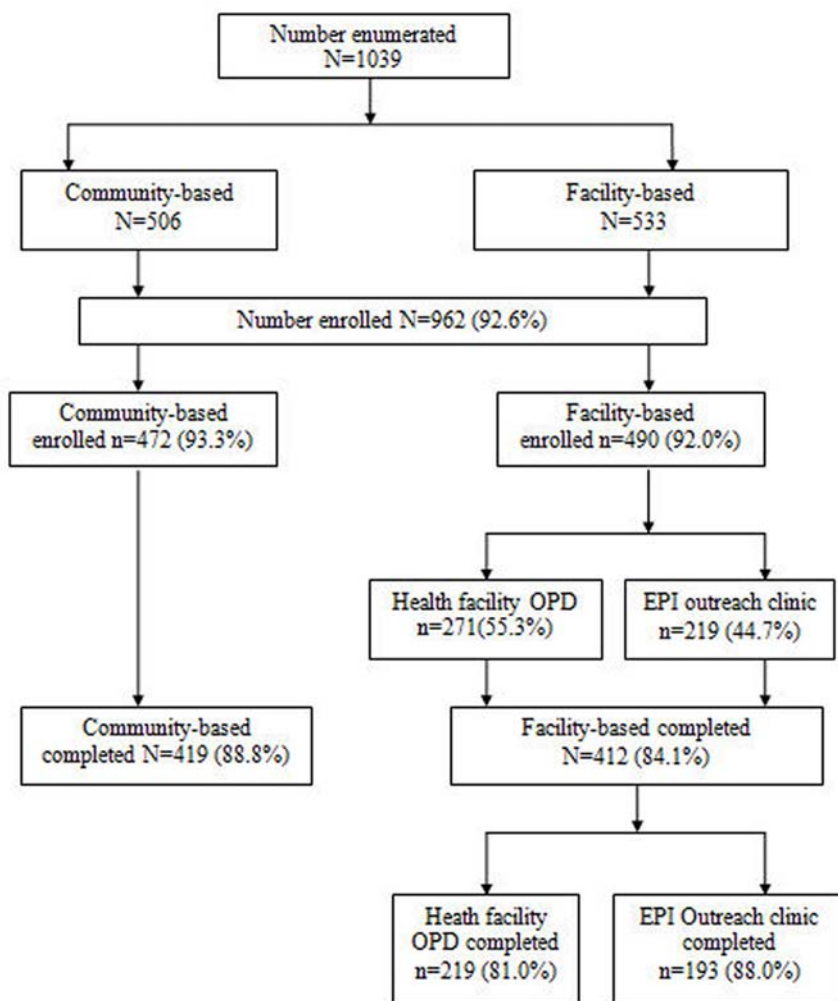 Number enumerated
N=1039
Community-based
N=506
Facility-based
N=533
Number enrolled N=962 (92.6%)
Community-based
enrolled n=472 (93.3%)
Facility-based
enrolled n=490 (92.0%)
Health facility OPD
n=271(55.3%)
EPI outreach clinic
n=219 (44.7%)
Community-based
completed N=419 (88.8%)
Facility-based completed
N=412 (84.1%)
Heath facility
OPD completed
n=219 (81.0%)
EPI Outreach clinic
completed
n=193 (88.0%)